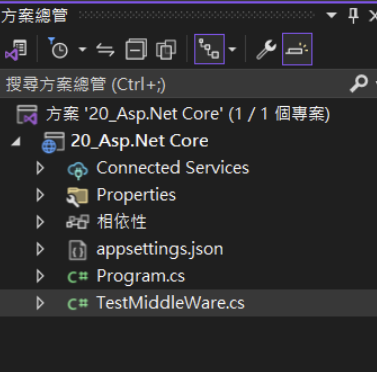 方案總管
搜尋方案總管 (Ctrl+;)
方案 '20_Asp.Net Core' (1 / 1 個專案)
20_Asp.Net Core
Connected Services
Properties
相依性
appsettings.json
C# Program.cs
C# TestMiddleWare.cs